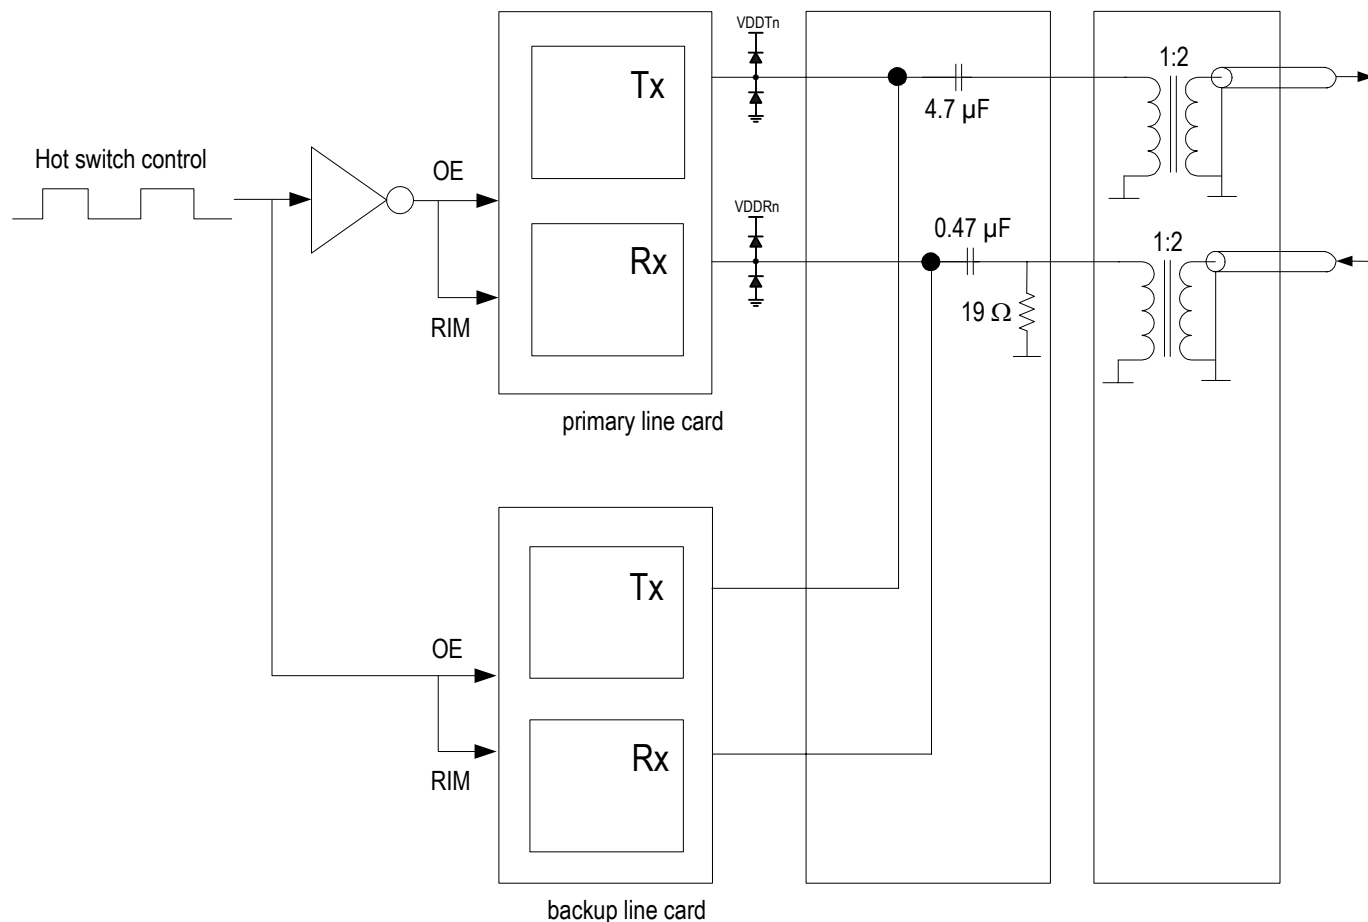 VDDTn
1:2
Tx
4.7 µF
Hot switch control
OE
VDDRn
0.47 µF
1:2
Rx
19 Ω
RIM
primary line card
Tx
OE
Rx
RIM
backup line card